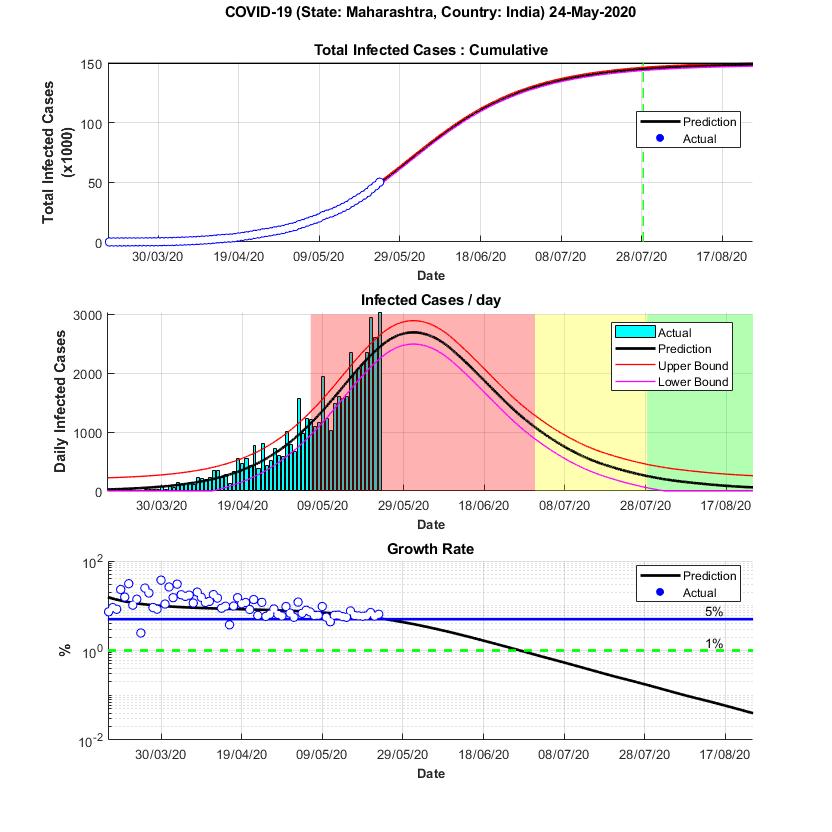 COVID-19 (State: Maharashtra, Country: India) 24-May-2020
Total Infected Cases : Cumulative
150
100
50
0
Total Infected Cases
(x1000)
Prediction
Actual
30/03/20 19/04/20 09/05/20 29/05/20 18/06/20 08/07/20 28/07/20 17/08/20
Date
Infected Cases / day
3000
2000
1000
0
Daily Infected Cases
Actual
Prediction
Upper Bound
Lower Bound
30/03/20 19/04/20 09/05/20 29/05/20 18/06/20 08/07/20 28/07/20 17/08/20
Date
Growth Rate
10^2
10^0
10^-2
%
Prediction
Actual
5%
1%
30/03/20 19/04/20 09/05/20 29/05/20 18/06/20 08/07/20 28/07/20 17/08/20
Date